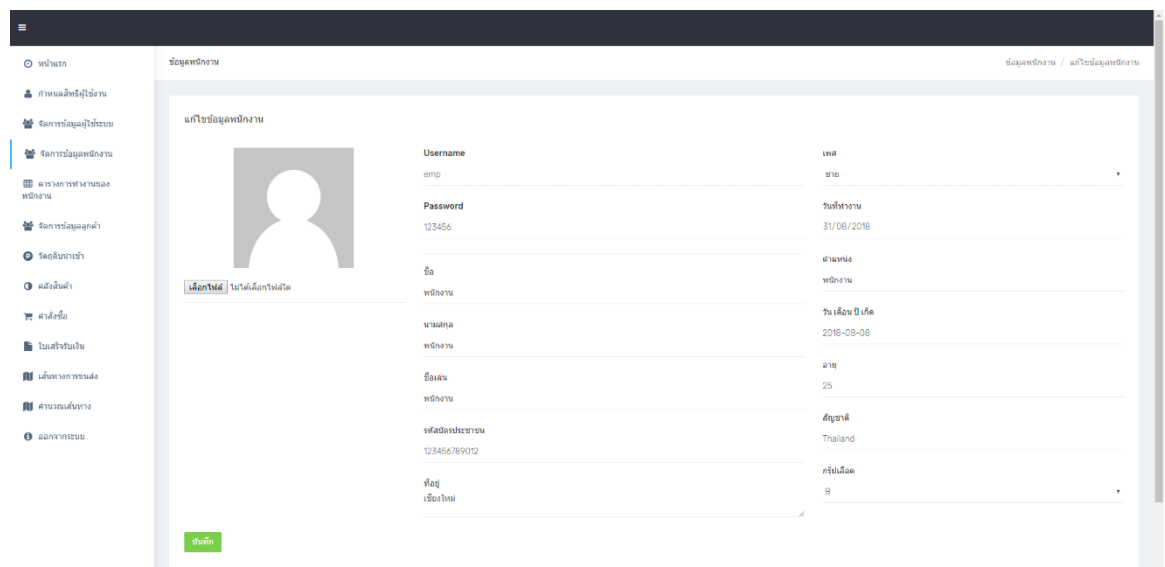 ข้อมูลพนักงาน
ข้อมูลพนักงาน / แก้ไขข้อมูลพนักงาน
หน้าแรก
กำหนดสิทธิผู้ใช้งาน
จัดการข้อมูลผู้ใช้ระบบ
จัดการข้อมูลพนักงาน
ตารางการทำงานของ
พนักงาน
จัดการข้อมูลลูกค้า
วัตถุดิบนำเข้า
คลังสินค้า
คำสั่งซื้อ
ใบเสร็จรับเงิน
เส้นทางการขนส่ง
คำนวณเส้นทาง
ออกจากระบบ
แก้ไขข้อมูลพนักงาน
เลือกไฟล์ ไม่ได้เลือกไฟล์ใด
Username
emp
Password
123456
ชื่อ
พนักงาน
นามสกุล
พนักงาน
ชื่อเล่น
พนักงาน
รหัสบัตรประชาชน
123456789012
ที่อยู่
เชียงใหม่
เพศ
ชาย
วันที่ทำงาน
31/08/2018
ตำแหน่ง
พนักงาน
วัน เดือน ปี เกิด
2018-08-08
อายุ
25
สัญชาติ
Thailand
กรุ๊ปเลือด
B
บันทึก